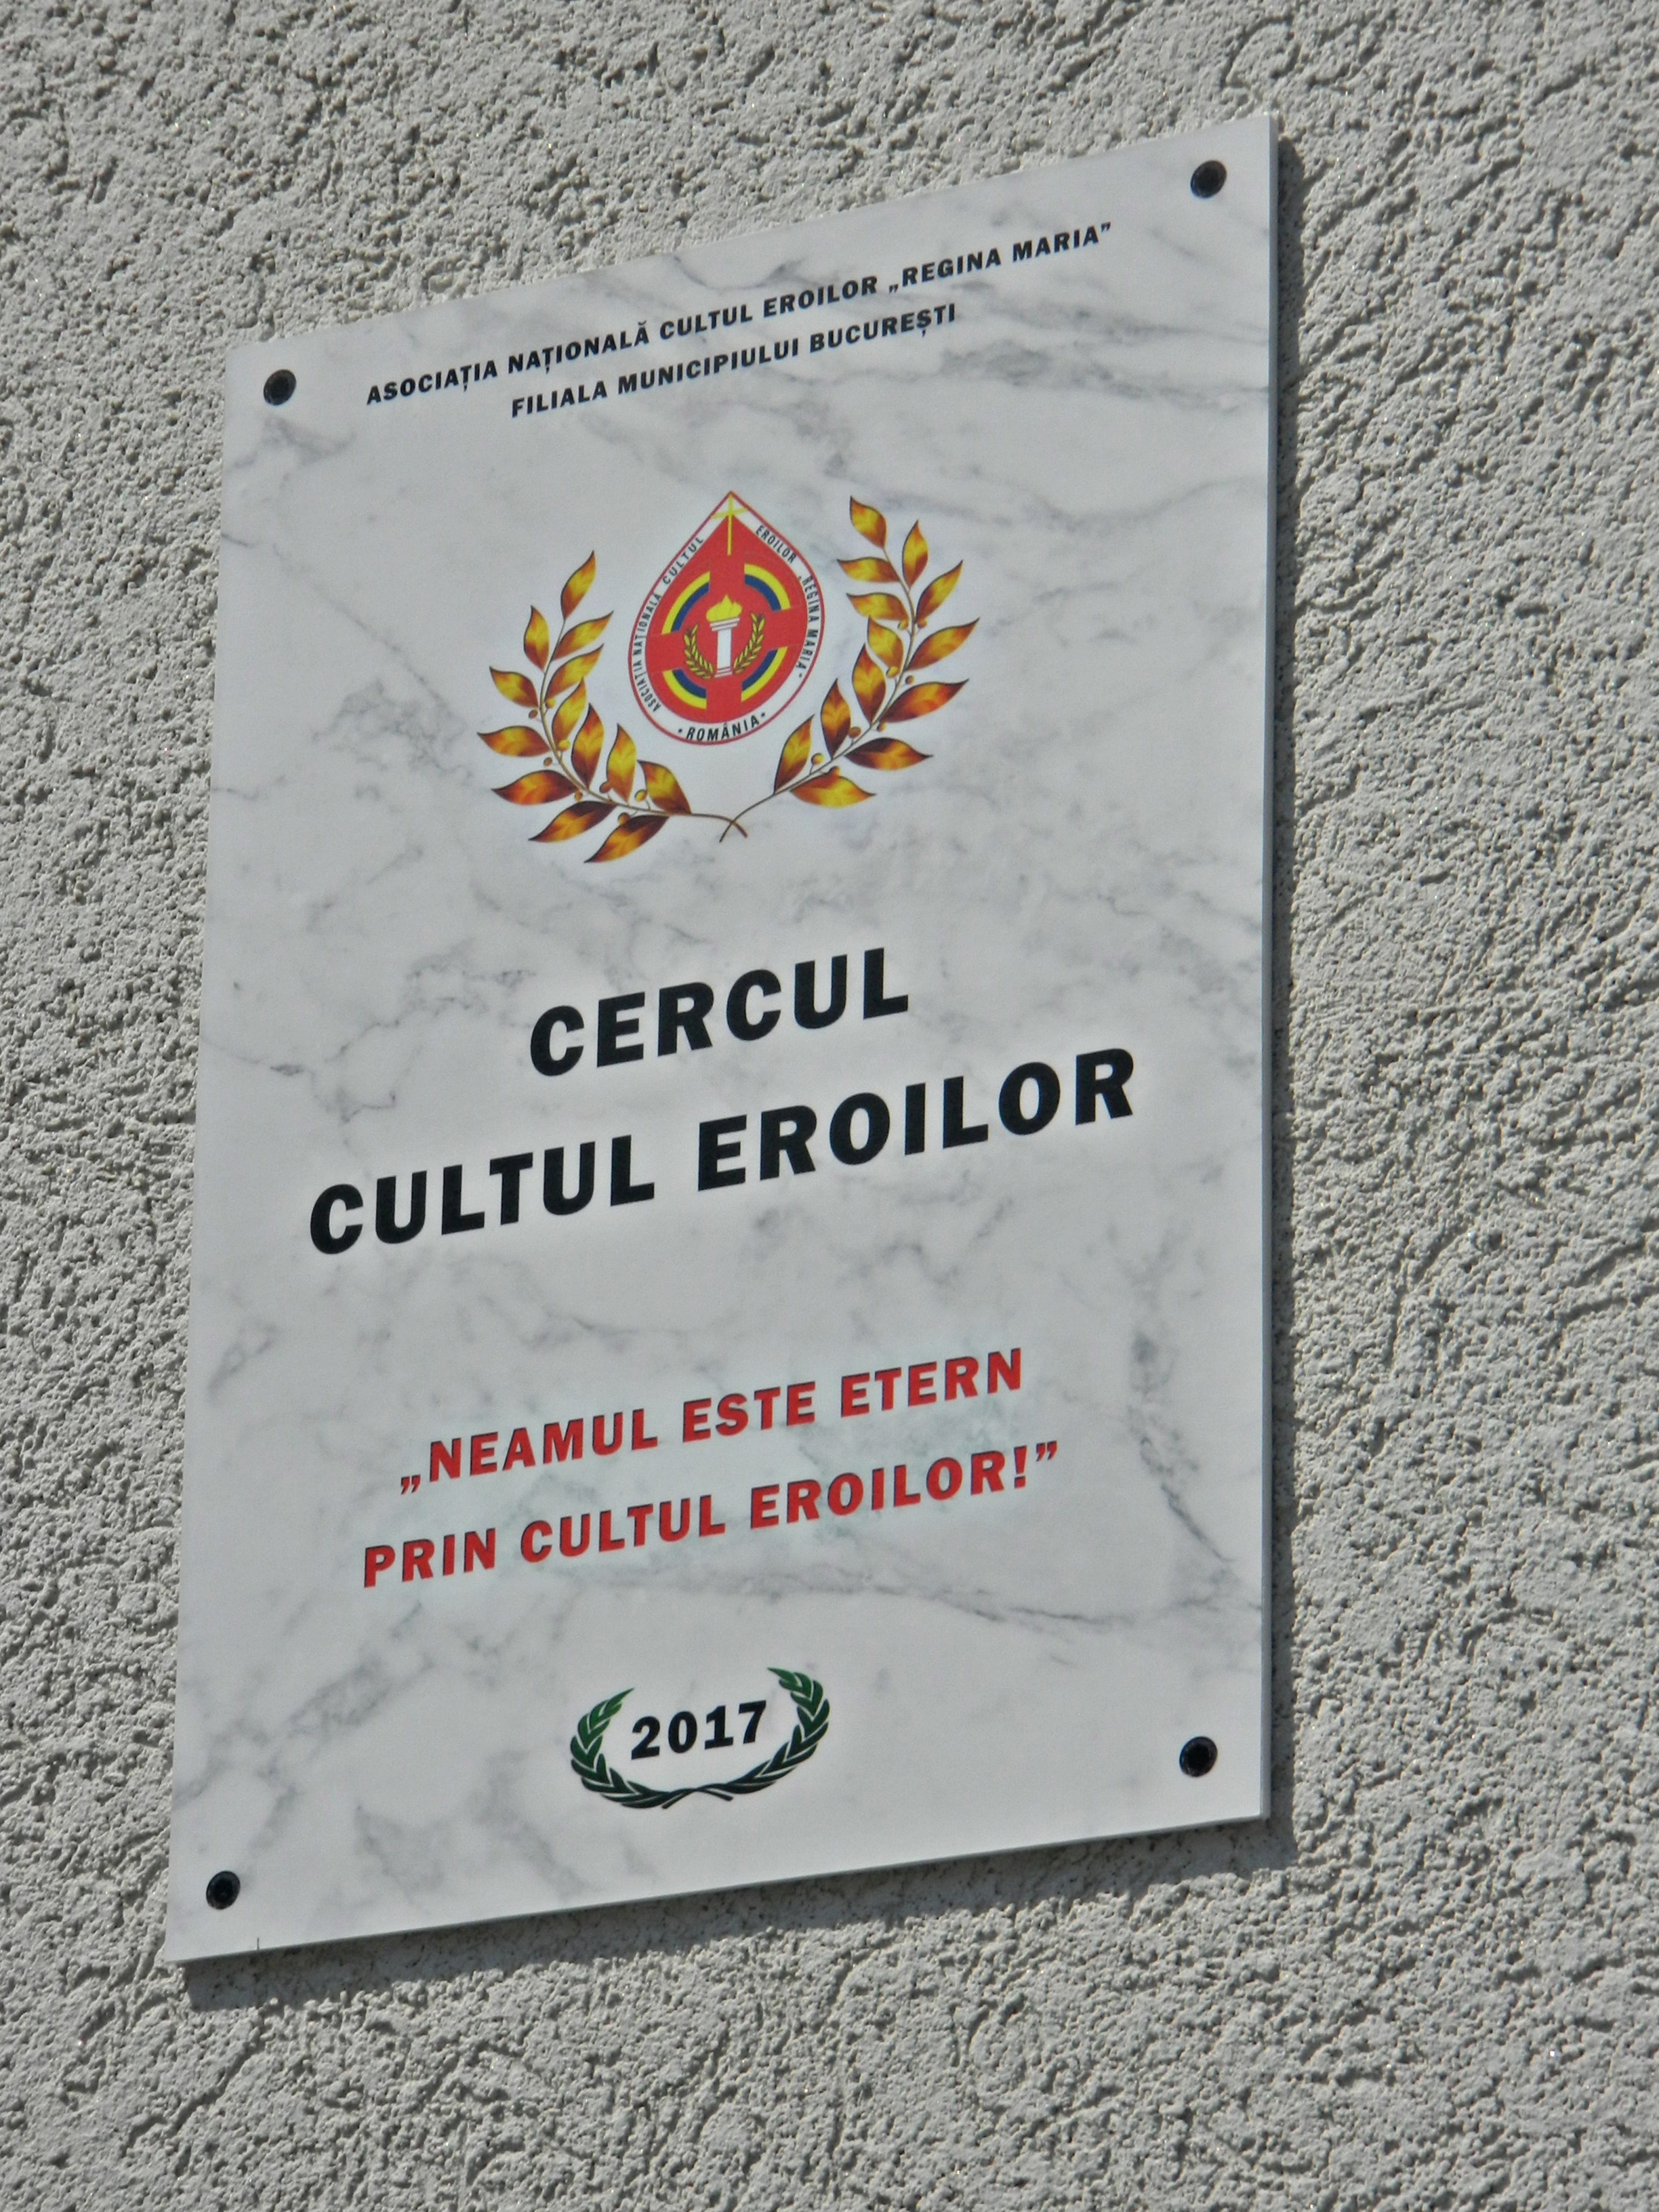 ASOCIAȚIA NAȚIONALĂ CULTUL EROILOR „REGINA MARIA”
FILIALA MUNICIPIULUI BUCUREȘTI
ASOCIAȚIA NAȚIONALĂ CULTUL EROILOR „REGINA MARIA”
• ROMÂNIA •
CERCUL
CULTUL EROILOR
„NEAMUL ESTE ETERN
PRIN CULTUL EROILOR!”
2017